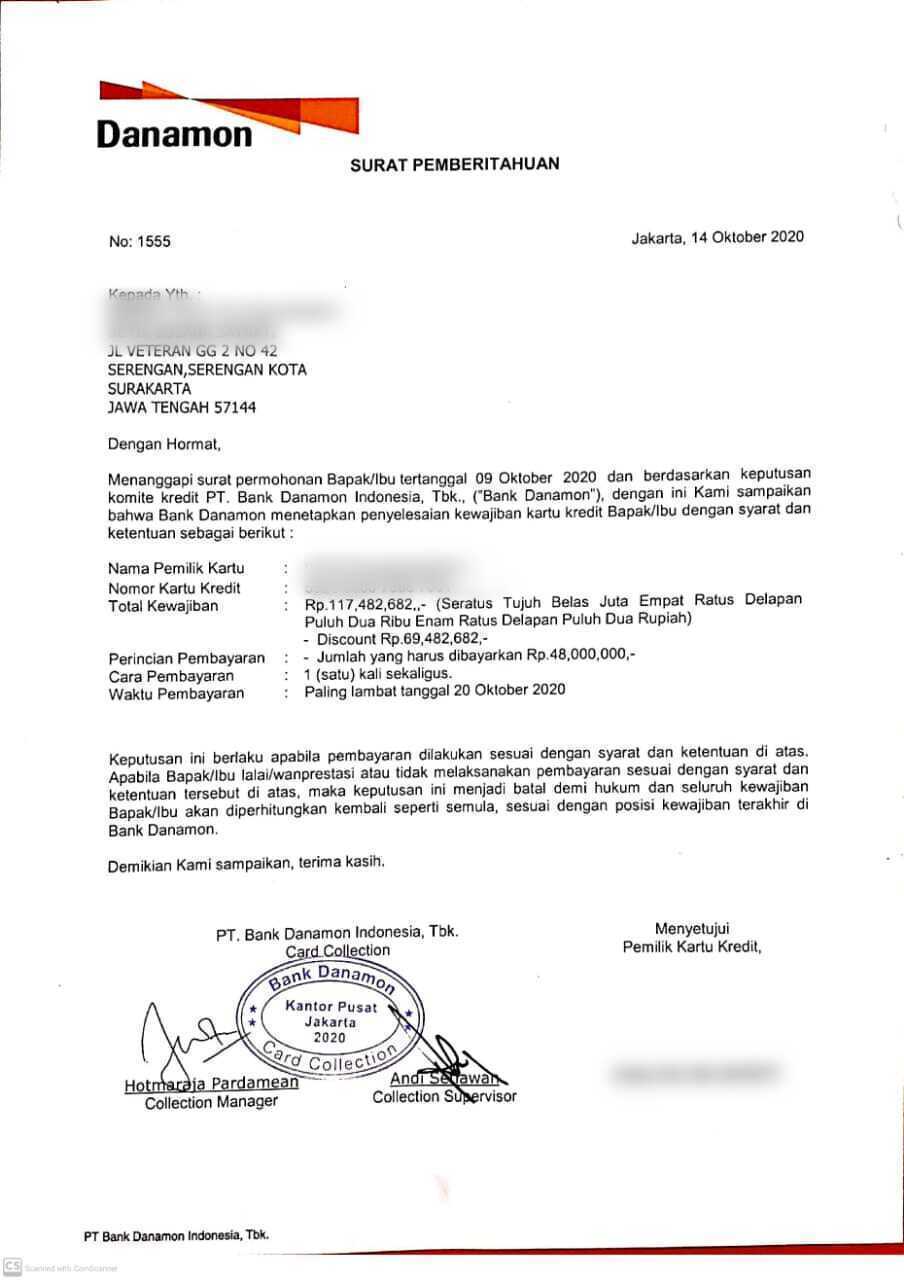 Danamon
SURAT PEMBERITAHUAN
No: 1555
Jakarta, 14 Oktober 2020
Kepada Yth. :
JL VETERAN GG 2 NO 42
SERENGAN,SERENGAN KOTA
SURAKARTA
JAWA TENGAH 57144
Dengan Hormat,
Menanggapi surat permohonan Bapak/Ibu tertanggal 09 Oktober 2020 dan berdasarkan keputusan
komite kredit PT. Bank Danamon Indonesia, Tbk., ("Bank Danamon"), dengan ini Kami sampaikan
bahwa Bank Danamon menetapkan penyelesaian kewajiban kartu kredit Bapak/Ibu dengan syarat dan
ketentuan sebagai berikut :
Nama Pemilik Kartu :
Nomor Kartu Kredit :
Total Kewajiban : Rp.117,482,682,,- (Seratus Tujuh Belas Juta Empat Ratus Delapan
Puluh Dua Ribu Enam Ratus Delapan Puluh Dua Rupiah)
- Discount Rp.69,482,682,-
Perincian Pembayaran : - Jumlah yang harus dibayarkan Rp.48,000,000,-
Cara Pembayaran : 1 (satu) kali sekaligus.
Waktu Pembayaran : Paling lambat tanggal 20 Oktober 2020
Keputusan ini berlaku apabila pembayaran dilakukan sesuai dengan syarat dan ketentuan di atas.
Apabila Bapak/Ibu lalai/wanprestasi atau tidak melaksanakan pembayaran sesuai dengan syarat dan
ketentuan tersebut di atas, maka keputusan ini menjadi batal demi hukum dan seluruh kewajiban
Bapak/Ibu akan diperhitungkan kembali seperti semula, sesuai dengan posisi kewajiban terakhir di
Bank Danamon.
Demikian Kami sampaikan, terima kasih.
PT. Bank Danamon Indonesia, Tbk.
Card Collection
Menyetujui
Pemilik Kartu Kredit,
Bank Danamon
Kantor Pusat
Jakarta
2020
Card Collection
Hotmaraja Pardamean
Collection Manager
Andi Setiawan
Collection Supervisor
PT Bank Danamon Indonesia, Tbk.
CS Scanned with CamScanner